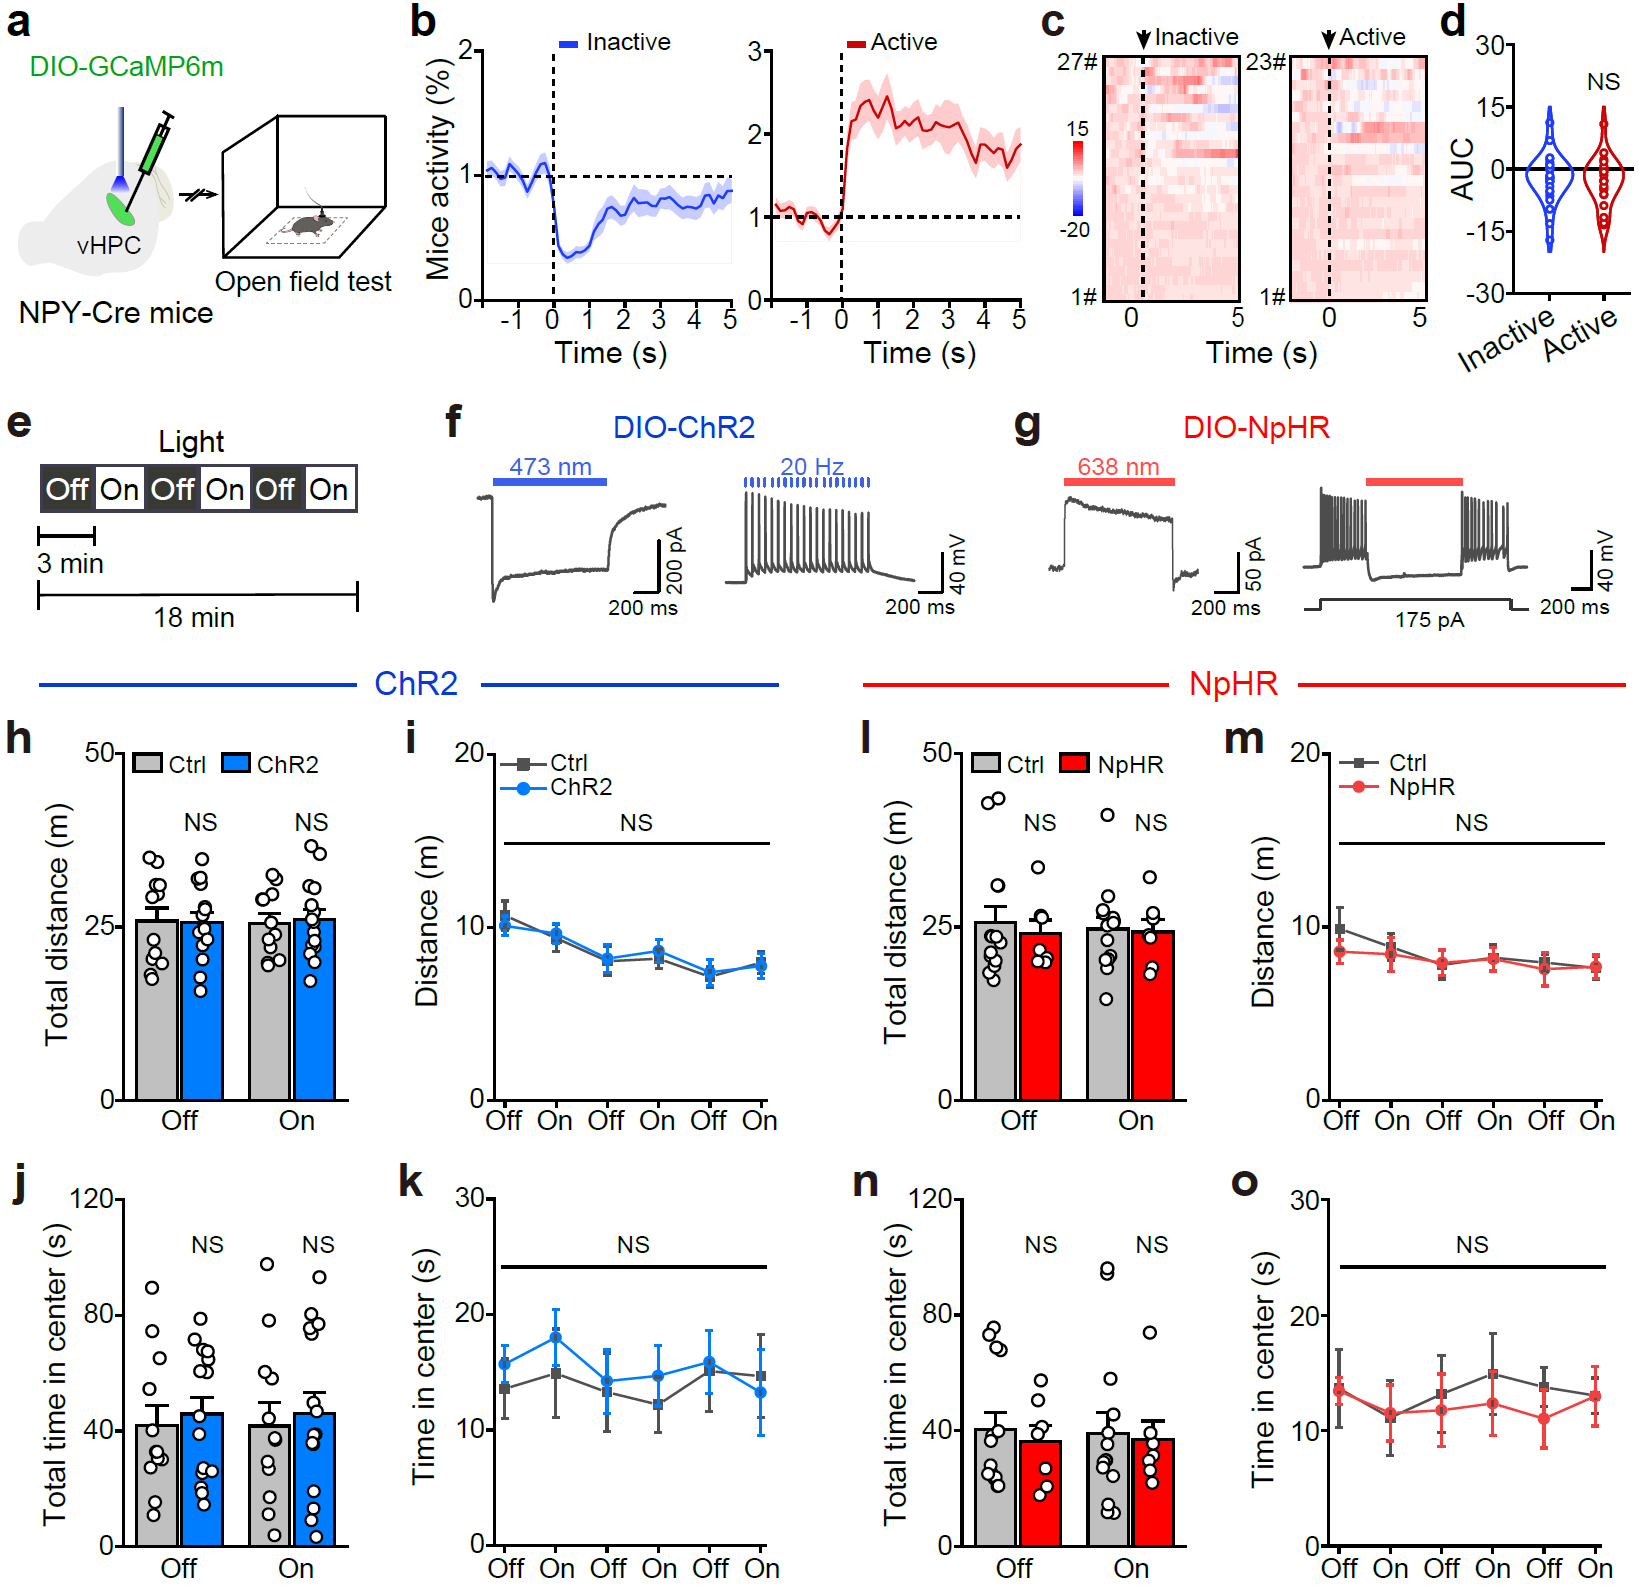 a
DIO-GCaMP6m
vHPC
NPY-Cre mice
Open field test
b
Mice activity (%)
2
1
0
Inactive
-1 0 1 2 3 4 5
Time (s)
3
2
1
0
Active
-1 0 1 2 3 4 5
Time (s)
c
Inactive
Active
27#
1#
23#
1#
15
-20
0 5
0 5
Time (s)
d
AUC
30
15
0
-15
-30
NS
Inactive
Active
e
Light
Off On Off On Off On
3 min
18 min
f
DIO-ChR2
473 nm
200 pA
200 ms
20 Hz
40 mV
200 ms
g
DIO-NpHR
638 nm
50 pA
200 ms
175 pA
40 mV
200 ms
ChR2
NpHR
h
Total distance (m)
50
25
0
Ctrl ChR2
NS NS
Off On
i
Distance (m)
20
10
0
Ctrl
ChR2
NS
Off On Off On Off On
l
Total distance (m)
50
25
0
Ctrl NpHR
NS NS
Off On
m
Distance (m)
20
10
0
Ctrl
NpHR
NS
Off On Off On Off On
j
Total time in center (s)
120
80
40
0
NS NS
Off On
k
Time in center (s)
30
20
10
0
NS
Off On Off On Off On
n
Total time in center (s)
120
80
40
0
NS NS
Off On
o
Time in center (s)
30
20
10
0
NS
Off On Off On Off On